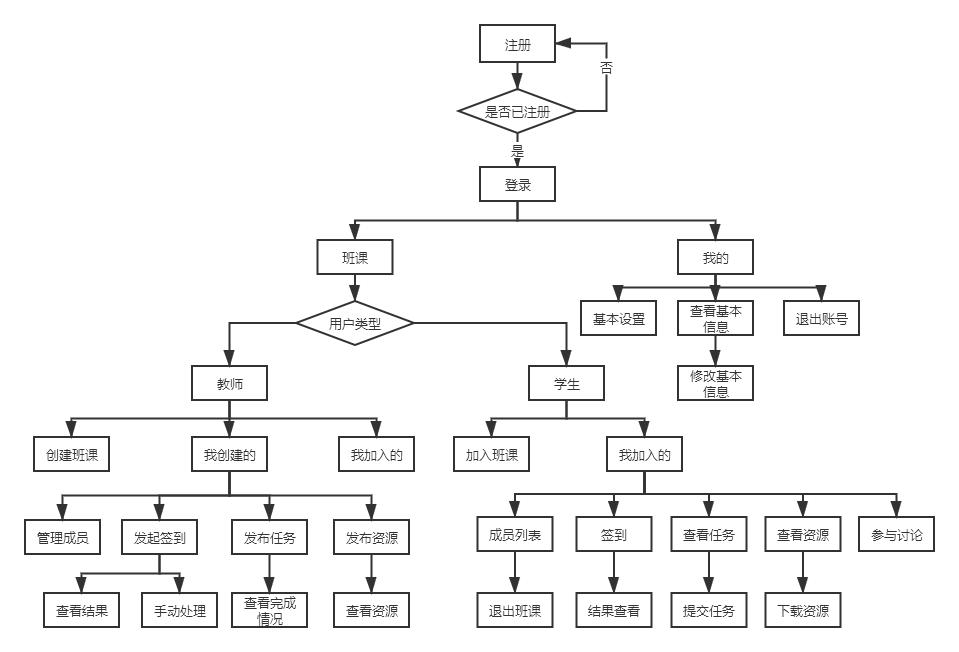 注册
否
是否已注册
是
登录
班课
我的
基本设置
查看基本
信息
退出账号
用户类型
教师
学生
修改基本
信息
创建班课
我创建的
我加入的
加入班课
我加入的
管理成员
发起签到
发布任务
发布资源
成员列表
签到
查看任务
查看资源
参与讨论
查看结果
手动处理
查看完成
情况
查看资源
退出班课
结果查看
提交任务
下载资源